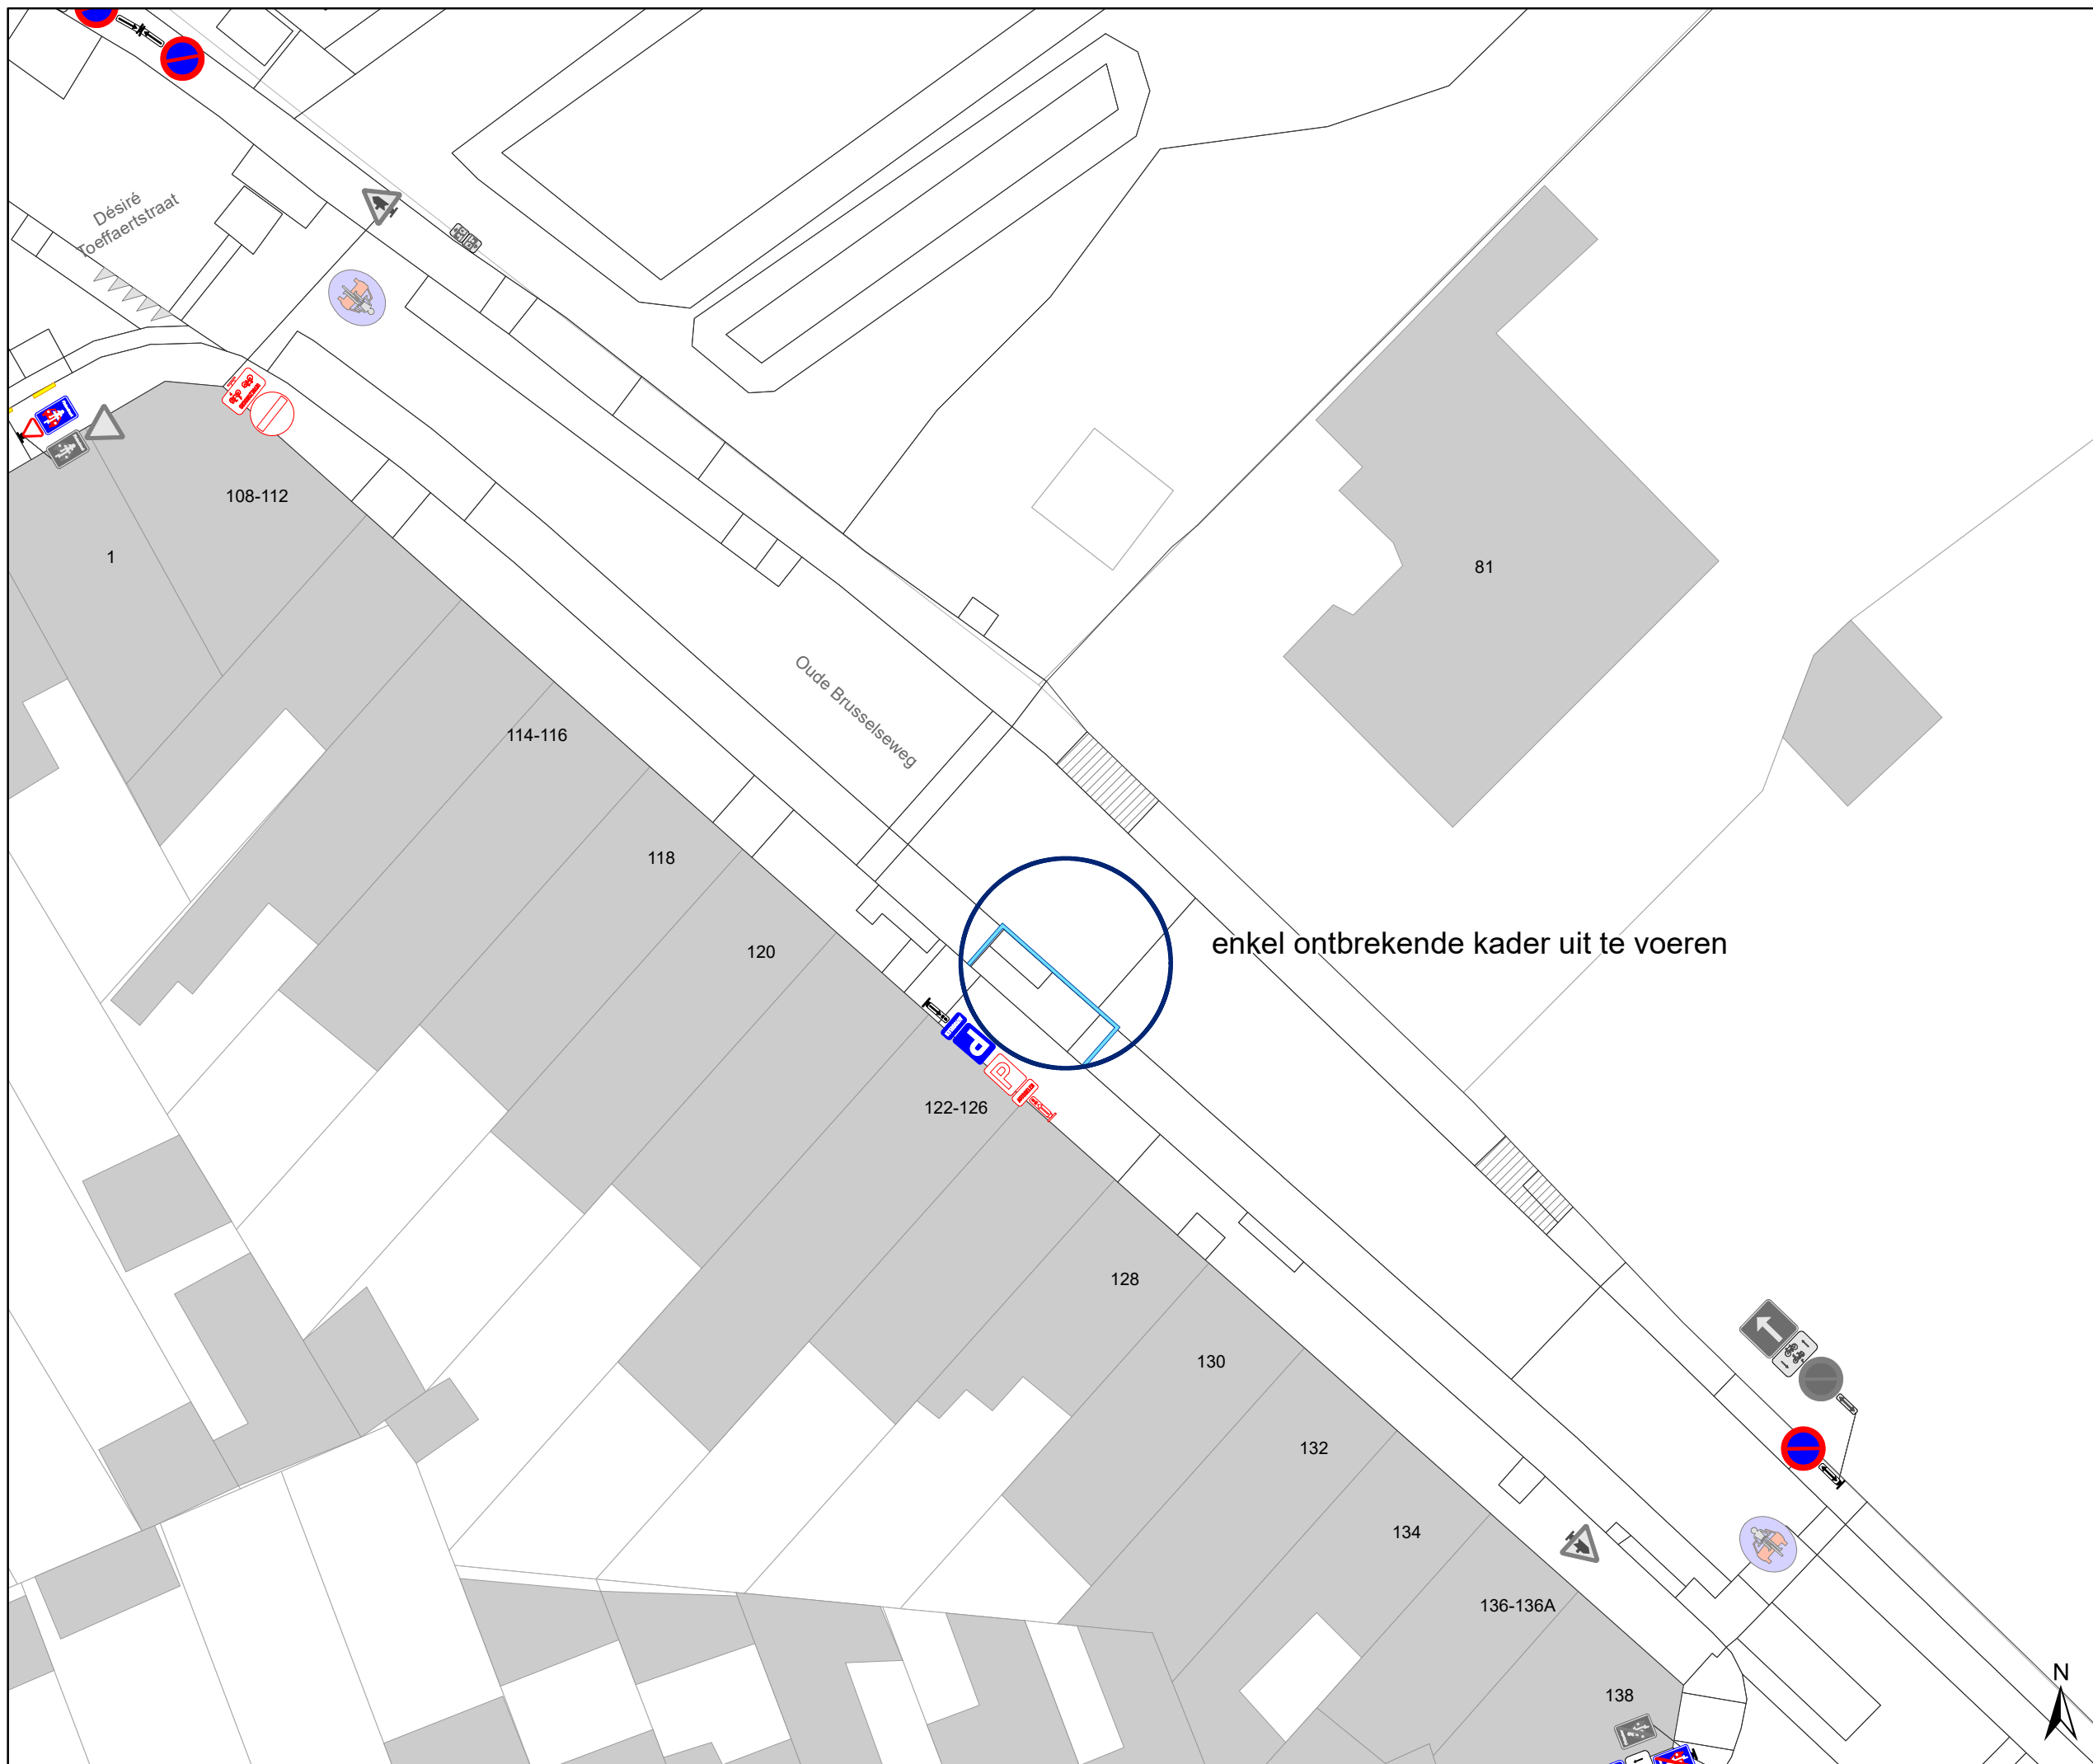 Désiré
Toeffaertstraat
108-112
1
81
Oude Brusselseweg
114-116
118
enkel ontbrekende kader uit te voeren
120
P
P
122-126
128
130
132
134
136-136A
138
N